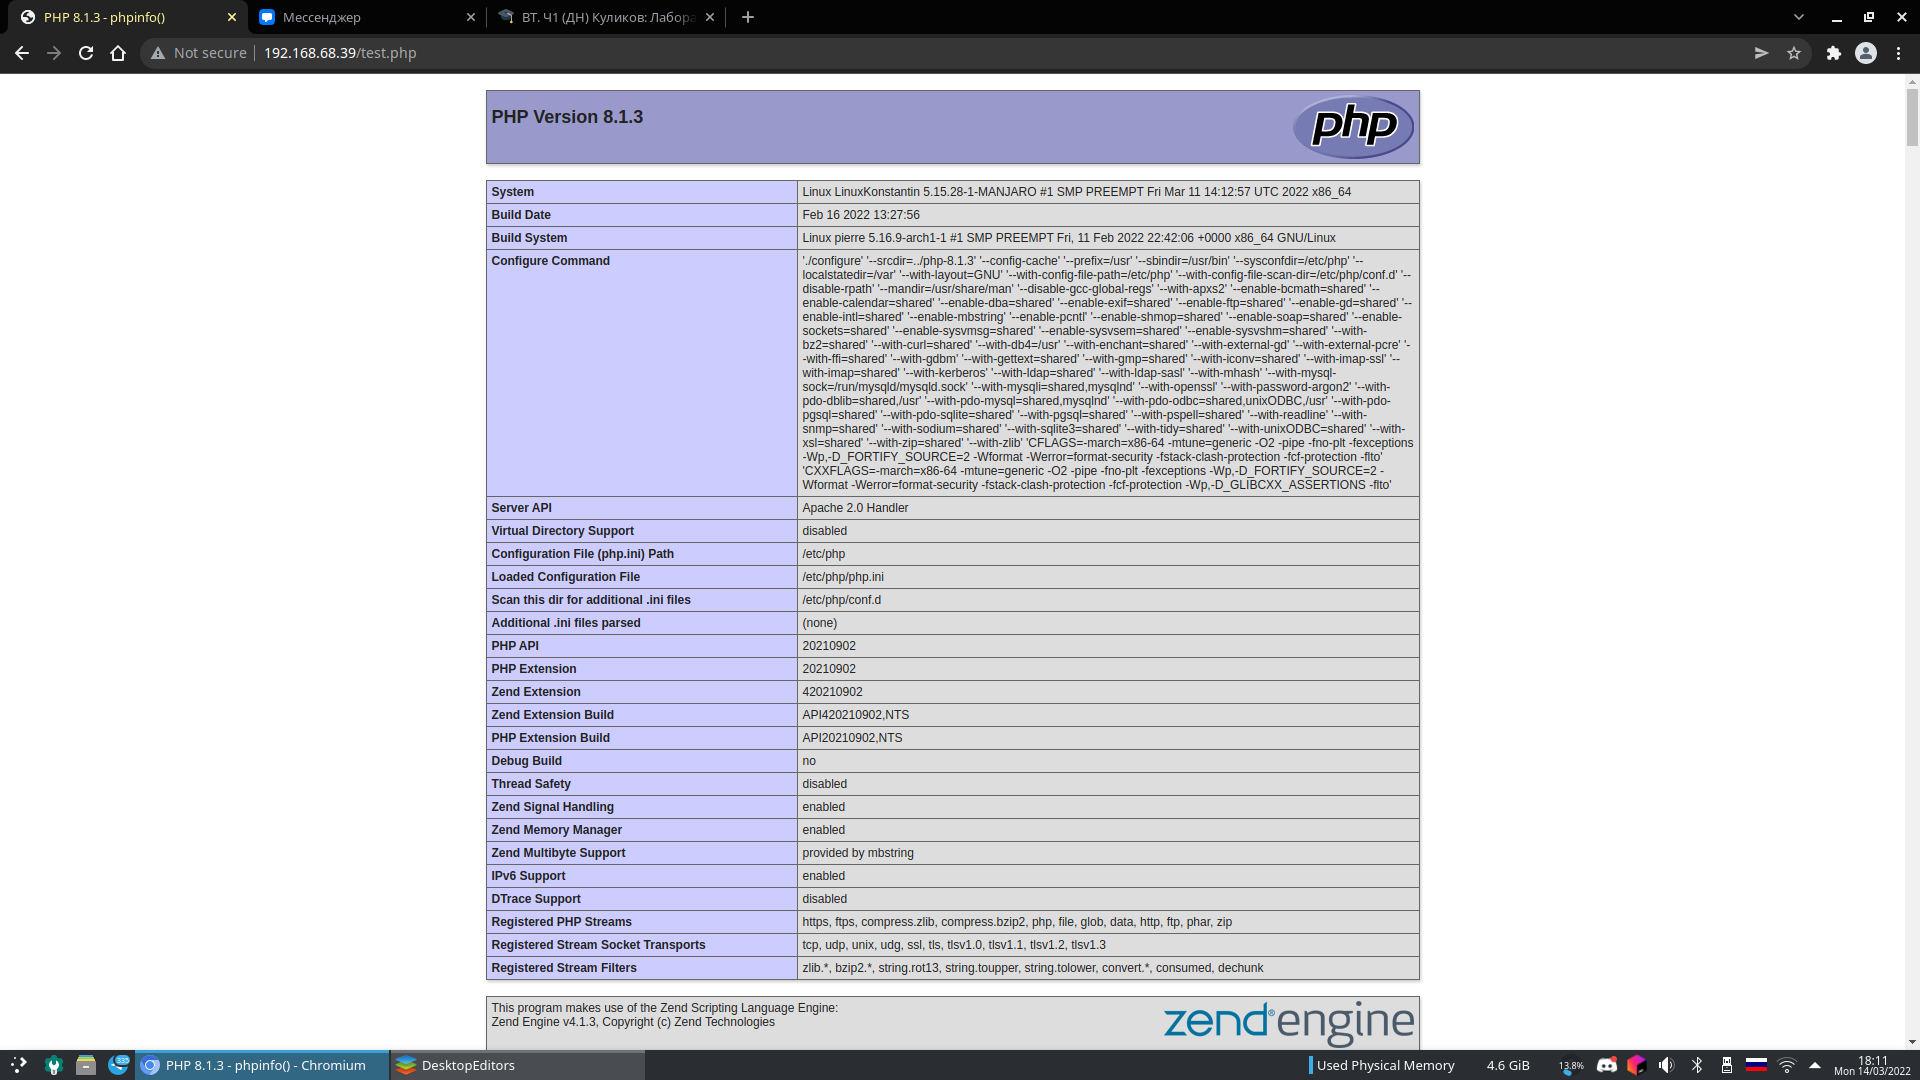 PHP 8.1.3 - phpinfo()
Мессенджер
ВТ. Ч1 (ДН) Куликов: Лабора
Not secure
192.168.68.39/test.php
PHP Version 8.1.3
php
System Linux LinuxKonstantin 5.15.28-1-MANJARO #1 SMP PREEMPT Fri Mar 11 14:12:57 UTC 2022 x86_64
Build Date Feb 16 2022 13:27:56
Build System Linux pierre 5.16.9-arch1-1 #1 SMP PREEMPT Fri, 11 Feb 2022 22:42:06 +0000 x86_64 GNU/Linux
Configure Command './configure' '--srcdir=../php-8.1.3' '--config-cache' '--prefix=/usr' '--sbindir=/usr/bin' '--sysconfdir=/etc/php' '--
localstatedir=/var' '--with-layout=GNU' '--with-config-file-path=/etc/php' '--with-config-file-scan-dir=/etc/php/conf.d' '--
disable-rpath' '--mandir=/usr/share/man' '--disable-gcc-global-regs' '--with-apxs2' '--enable-bcmath=shared' '--
enable-calendar=shared' '--enable-dba=shared' '--enable-exif=shared' '--enable-ftp=shared' '--enable-gd=shared' '--
enable-intl=shared' '--enable-mbstring' '--enable-pcntl' '--enable-shmop=shared' '--enable-soap=shared' '--enable-
sockets=shared' '--enable-sysvmsg=shared' '--enable-sysvsem=shared' '--enable-sysvshm=shared' '--with-
bz2=shared' '--with-curl=shared' '--with-db4=/usr' '--with-enchant=shared' '--with-external-gd' '--with-external-pcre' '-
-with-ffi=shared' '--with-gdbm' '--with-gettext=shared' '--with-gmp=shared' '--with-iconv=shared' '--with-imap-ssl' '--
with-imap=shared' '--with-kerberos' '--with-ldap=shared' '--with-ldap-sasl' '--with-mhash' '--with-mysql-
sock=/run/mysqld/mysqld.sock' '--with-mysqli=shared,mysqlnd' '--with-openssl' '--with-password-argon2' '--with-
pdo-dblib=shared,/usr' '--with-pdo-mysql=shared,mysqlnd' '--with-pdo-odbc=shared,unixODBC,/usr' '--with-pdo-
pgsql=shared' '--with-pdo-sqlite=shared' '--with-pgsql=shared' '--with-pspell=shared' '--with-readline' '--with-
snmp=shared' '--with-sodium=shared' '--with-sqlite3=shared' '--with-tidy=shared' '--with-unixODBC=shared' '--with-
xsl=shared' '--with-zip=shared' '--with-zlib' 'CFLAGS=-march=x86-64 -mtune=generic -O2 -pipe -fno-plt -fexceptions
-Wp,-D_FORTIFY_SOURCE=2 -Wformat -Werror=format-security -fstack-clash-protection -fcf-protection -flto'
'CXXFLAGS=-march=x86-64 -mtune=generic -O2 -pipe -fno-plt -fexceptions -Wp,-D_FORTIFY_SOURCE=2 -
Wformat -Werror=format-security -fstack-clash-protection -fcf-protection -Wp,-D_GLIBCXX_ASSERTIONS -flto'
Server API Apache 2.0 Handler
Virtual Directory Support disabled
Configuration File (php.ini) Path /etc/php
Loaded Configuration File /etc/php/php.ini
Scan this dir for additional .ini files /etc/php/conf.d
Additional .ini files parsed (none)
PHP API 20210902
PHP Extension 20210902
Zend Extension 420210902
Zend Extension Build API420210902,NTS
PHP Extension Build API20210902,NTS
Debug Build no
Thread Safety disabled
Zend Signal Handling enabled
Zend Memory Manager enabled
Zend Multibyte Support provided by mbstring
IPv6 Support enabled
DTrace Support disabled
Registered PHP Streams https, ftps, compress.zlib, compress.bzip2, php, file, glob, data, http, ftp, phar, zip
Registered Stream Socket Transports tcp, udp, unix, udg, ssl, tls, tlsv1.0, tlsv1.1, tlsv1.2, tlsv1.3
Registered Stream Filters zlib.*, bzip2.*, string.rot13, string.toupper, string.tolower, convert.*, consumed, dechunk
This program makes use of the Zend Scripting Language Engine:
Zend Engine v4.1.3, Copyright (c) Zend Technologies
zend® engine
335
PHP 8.1.3 - phpinfo() - Chromium
DesktopEditors
Used Physical Memory 4.6 GiB
13.8%
18:11
Mon 14/03/2022